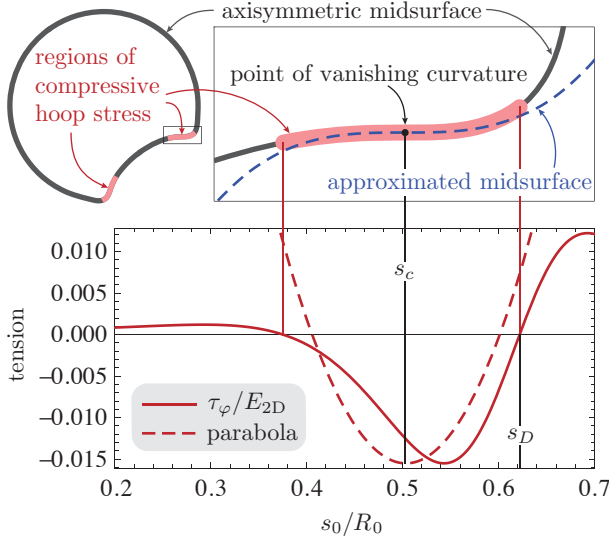 axisymmetric midsurface
regions of
compressive
hoop stress
point of vanishing curvature
approximated midsurface
0.010
0.005
0.000
−0.005
−0.010
−0.015
tension
s_c
s_D
τ_φ/E_2D
parabola
0.2 0.3 0.4 0.5 0.6 0.7
s_0/R_0